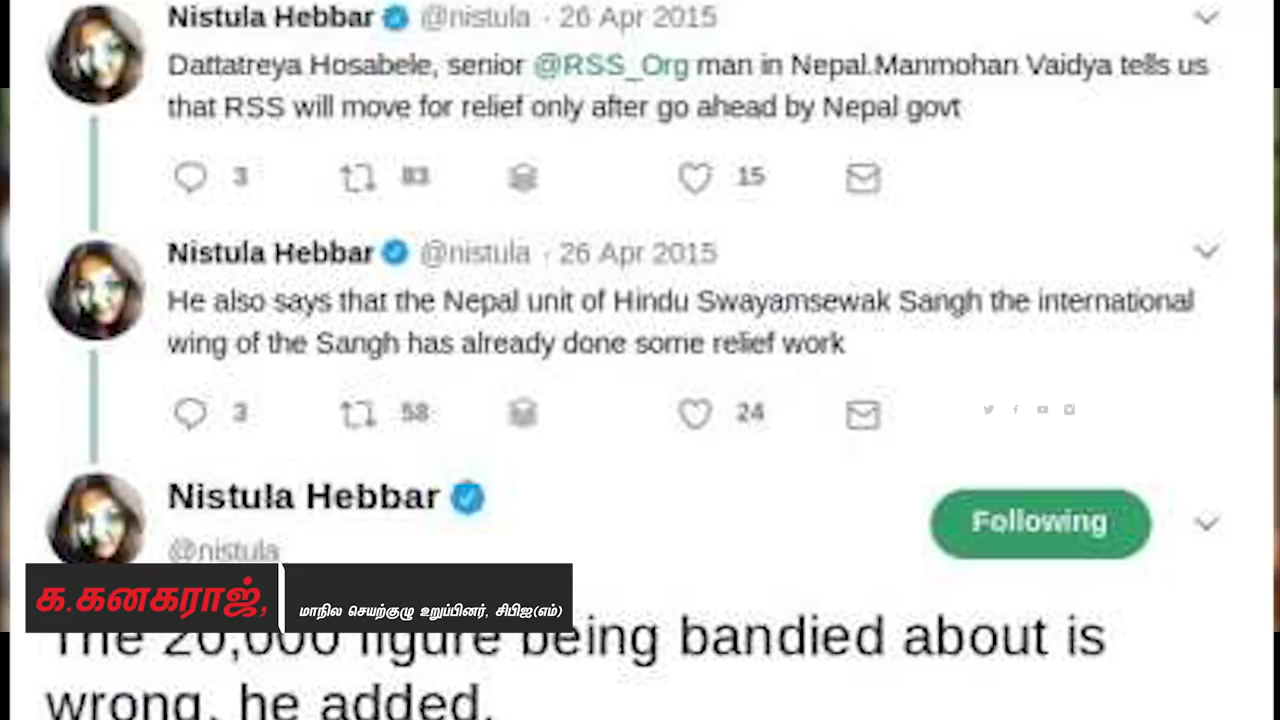 Nistula Hebbar @nistula · 26 Apr 2015
Dattatreya Hosabele, senior @RSS_Org man in Nepal.Manmohan Vaidya tells us
that RSS will move for relief only after go ahead by Nepal govt
3 83 15
Nistula Hebbar @nistula · 26 Apr 2015
He also says that the Nepal unit of Hindu Swayamsewak Sangh the international
wing of the Sangh has already done some relief work
3 58 24
Nistula Hebbar
Following
@nistula
க.கனகராஜ்,
மாநில செயற்குழு உறுப்பினர், சிபிஐ(எம்)
The 20,000 figure being bandied about is
wrong, he added.